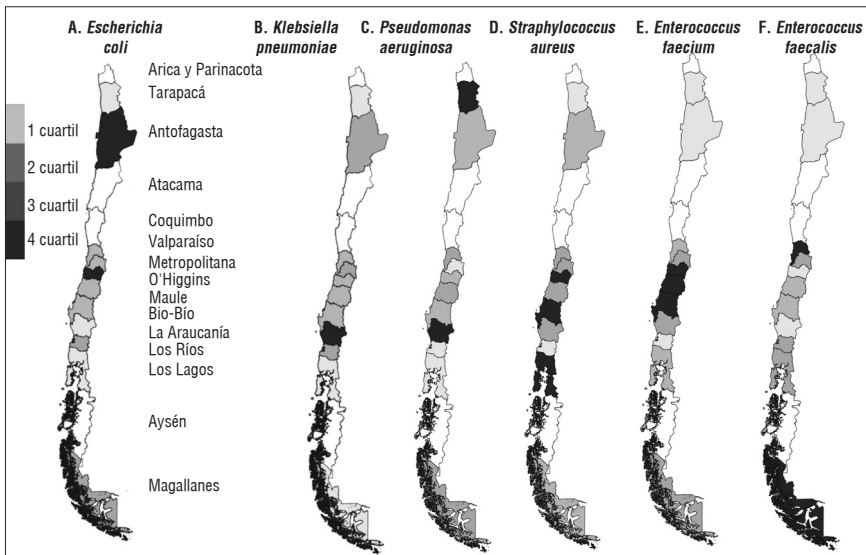 A. Escherichia
coli
B. Klebsiella
pneumoniae
C. Pseudomonas
aeruginosa
D. Straphylococcus
aureus
E. Enterococcus
faecium
F. Enterococcus
faecalis
1 cuartil
2 cuartil
3 cuartil
4 cuartil
Arica y Parinacota
Tarapacá
Antofagasta
Atacama
Coquimbo
Valparaíso
Metropolitana
O'Higgins
Maule
Bio-Bío
La Araucanía
Los Ríos
Los Lagos
Aysén
Magallanes